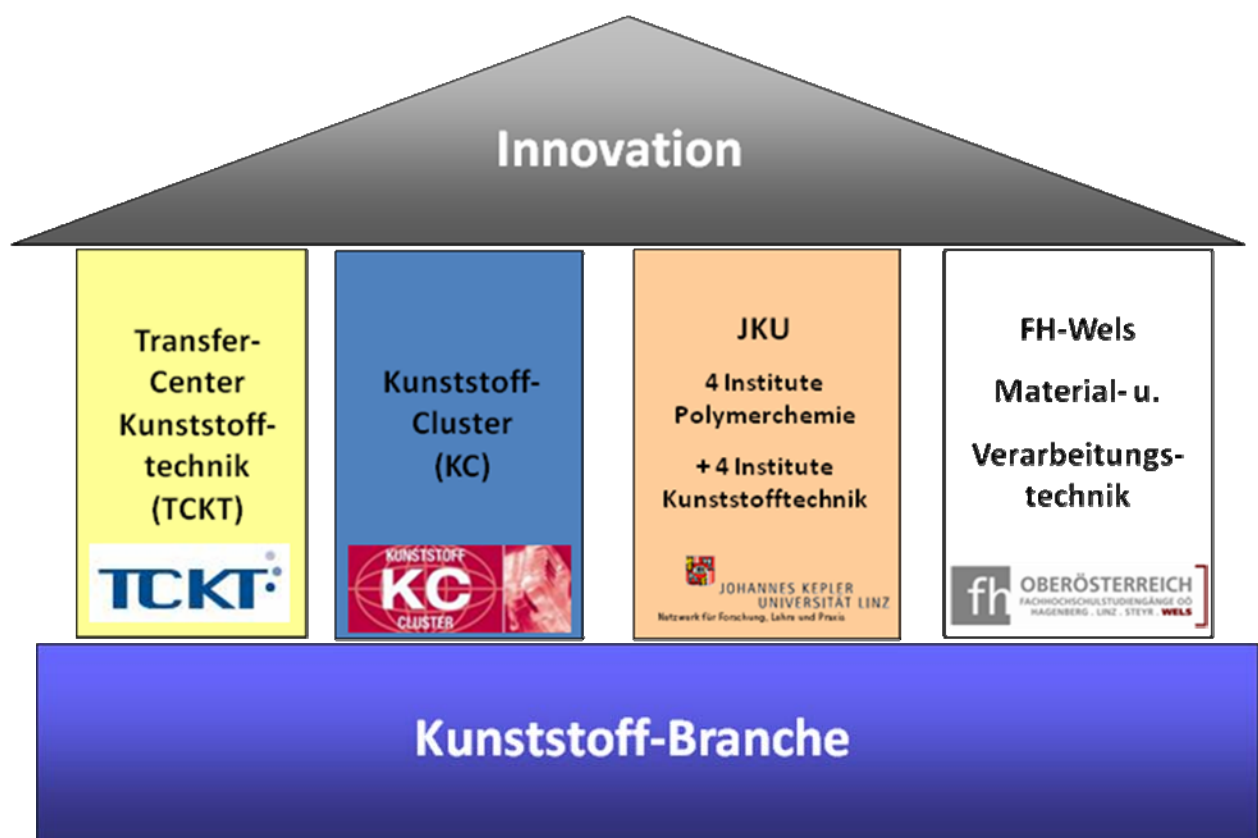 Innovation
Transfer-
Center
Kunststoff-
technik
(TCKT)
TCKT
Kunststoff-
Cluster
(KC)
KUNSTSTOFF
KC
CLUSTER
JKU
4 Institute
Polymerchemie
+ 4 Institute
Kunststofftechnik
JOHANNES KEPLER
UNIVERSITÄT LINZ
Netzwerk für Forschung, Lehre und Praxis
FH-Wels
Material- u.
Verarbeitungs-
technik
fh OBERÖSTERREICH
FACHHOCHSCHULSTUDIENGÄNGE OÖ
HAGENBERG . LINZ . STEYR . WELS
Kunststoff-Branche